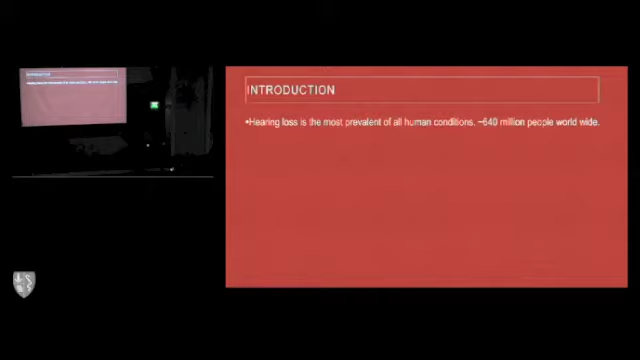 INTRODUCTION
•Hearing loss is the most prevalent of all human conditions. ~640 million people world wide.